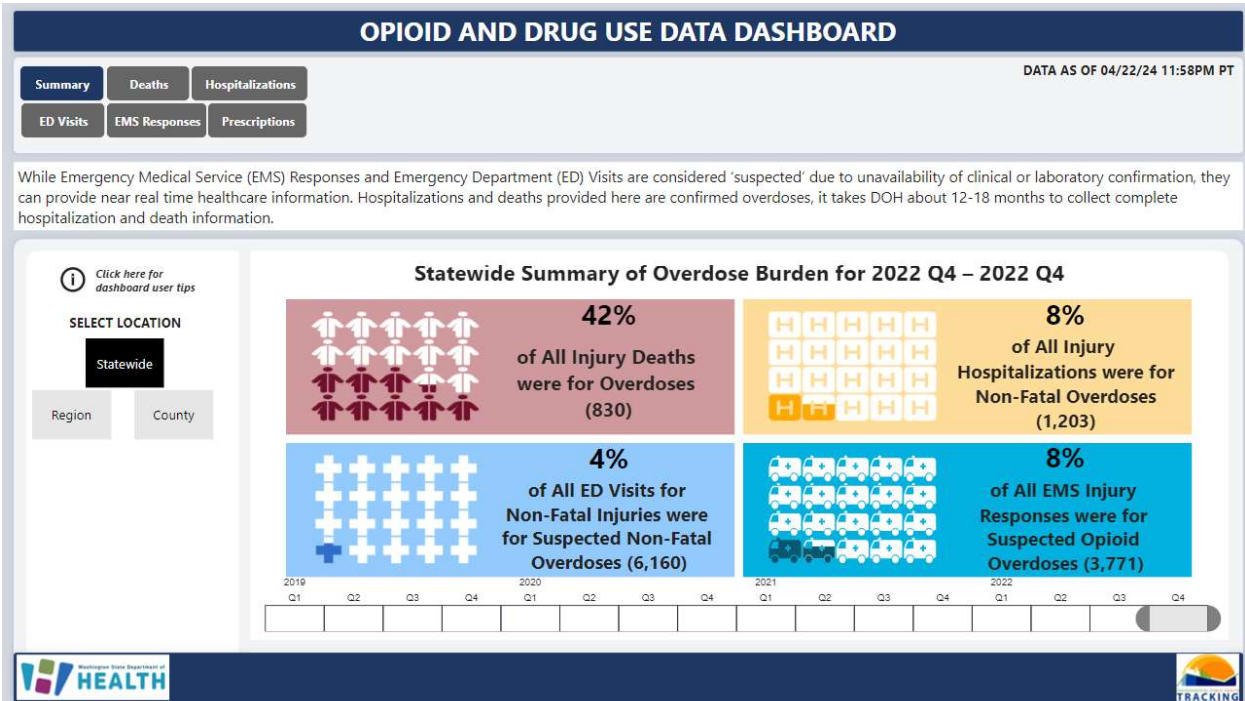 OPIOID AND DRUG USE DATA DASHBOARD
DATA AS OF 04/22/24 11:58PM PT
Summary Deaths Hospitalizations
ED Visits EMS Responses Prescriptions
While Emergency Medical Service (EMS) Responses and Emergency Department (ED) Visits are considered 'suspected' due to unavailability of clinical or laboratory confirmation, they
can provide near real time healthcare information. Hospitalizations and deaths provided here are confirmed overdoses, it takes DOH about 12-18 months to collect complete
hospitalization and death information.
Click here for
dashboard user tips
SELECT LOCATION
Statewide
Region County
Statewide Summary of Overdose Burden for 2022 Q4 – 2022 Q4
42%
of All Injury Deaths
were for Overdoses
(830)
8%
of All Injury
Hospitalizations were for
Non-Fatal Overdoses
(1,203)
4%
of All ED Visits for
Non-Fatal Injuries were
for Suspected Non-Fatal
Overdoses (6,160)
8%
of All EMS Injury
Responses were for
Suspected Opioid
Overdoses (3,771)
2019 2020 2021 2022
Q1 Q2 Q3 Q4 Q1 Q2 Q3 Q4 Q1 Q2 Q3 Q4 Q1 Q2 Q3 Q4
Washington State Department of
HEALTH
TRACKING